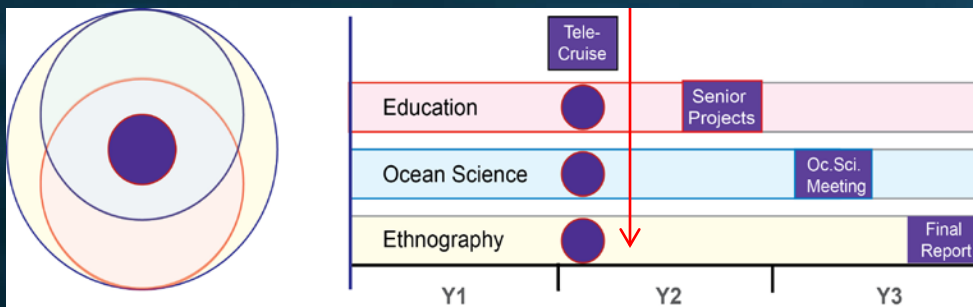 Tele-
Cruise
Education
Senior
Projects
Ocean Science
Oc.Sci.
Meeting
Ethnography
Final
Report
Y1
Y2
Y3